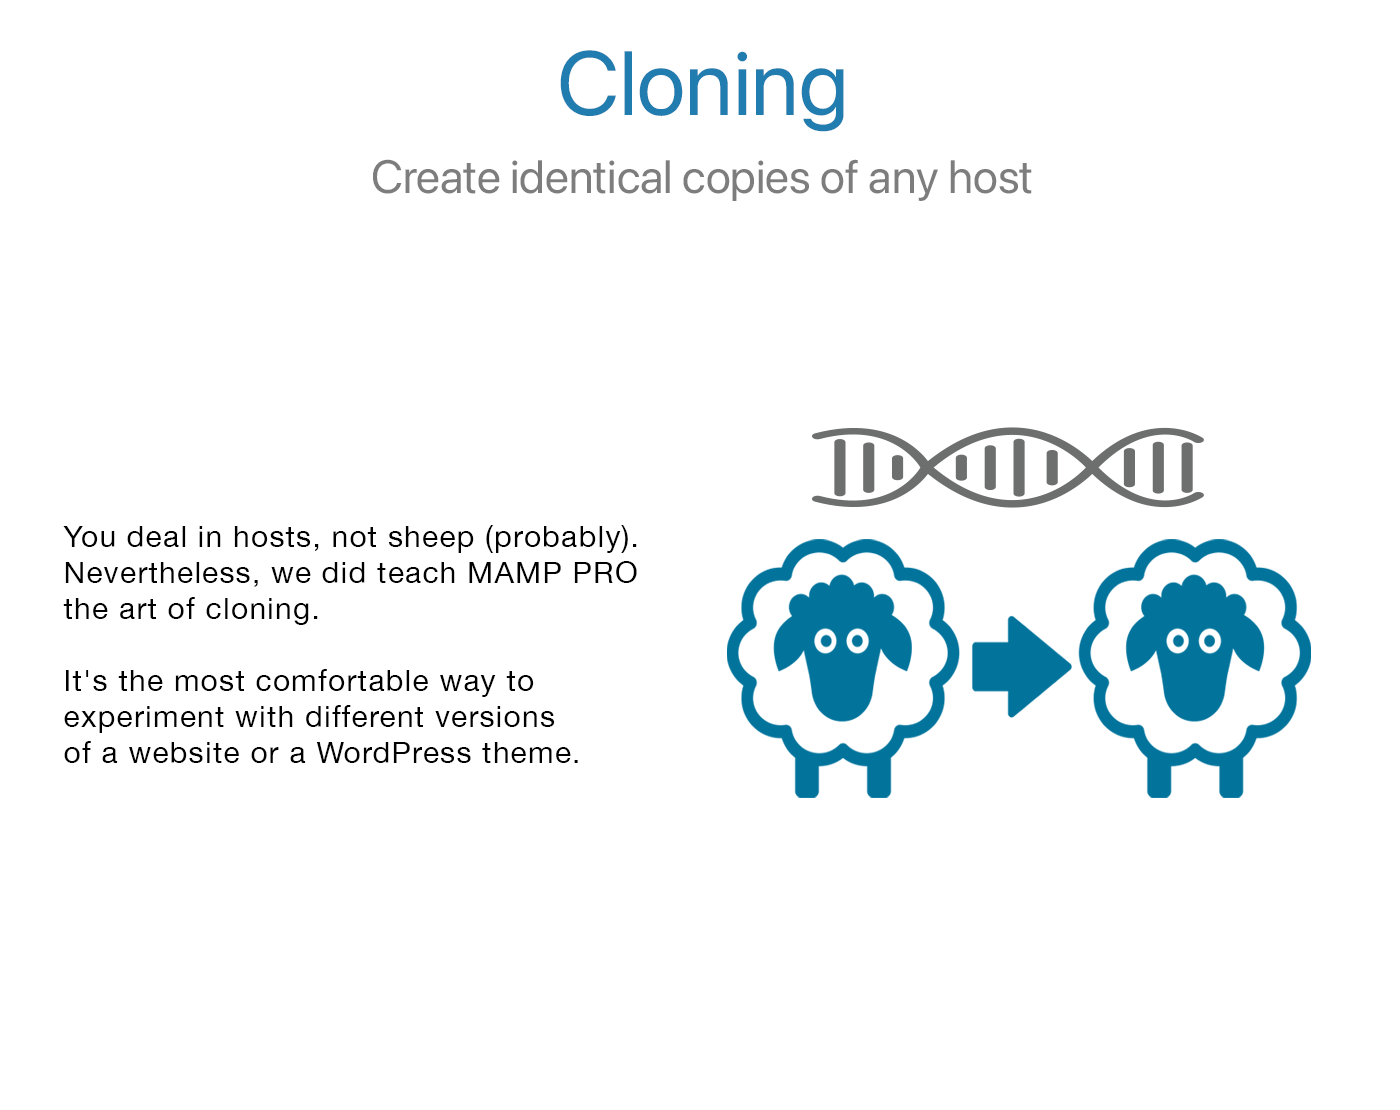 Cloning
Create identical copies of any host
You deal in hosts, not sheep (probably).
Nevertheless, we did teach MAMP PRO
the art of cloning.
It's the most comfortable way to
experiment with different versions
of a website or a WordPress theme.